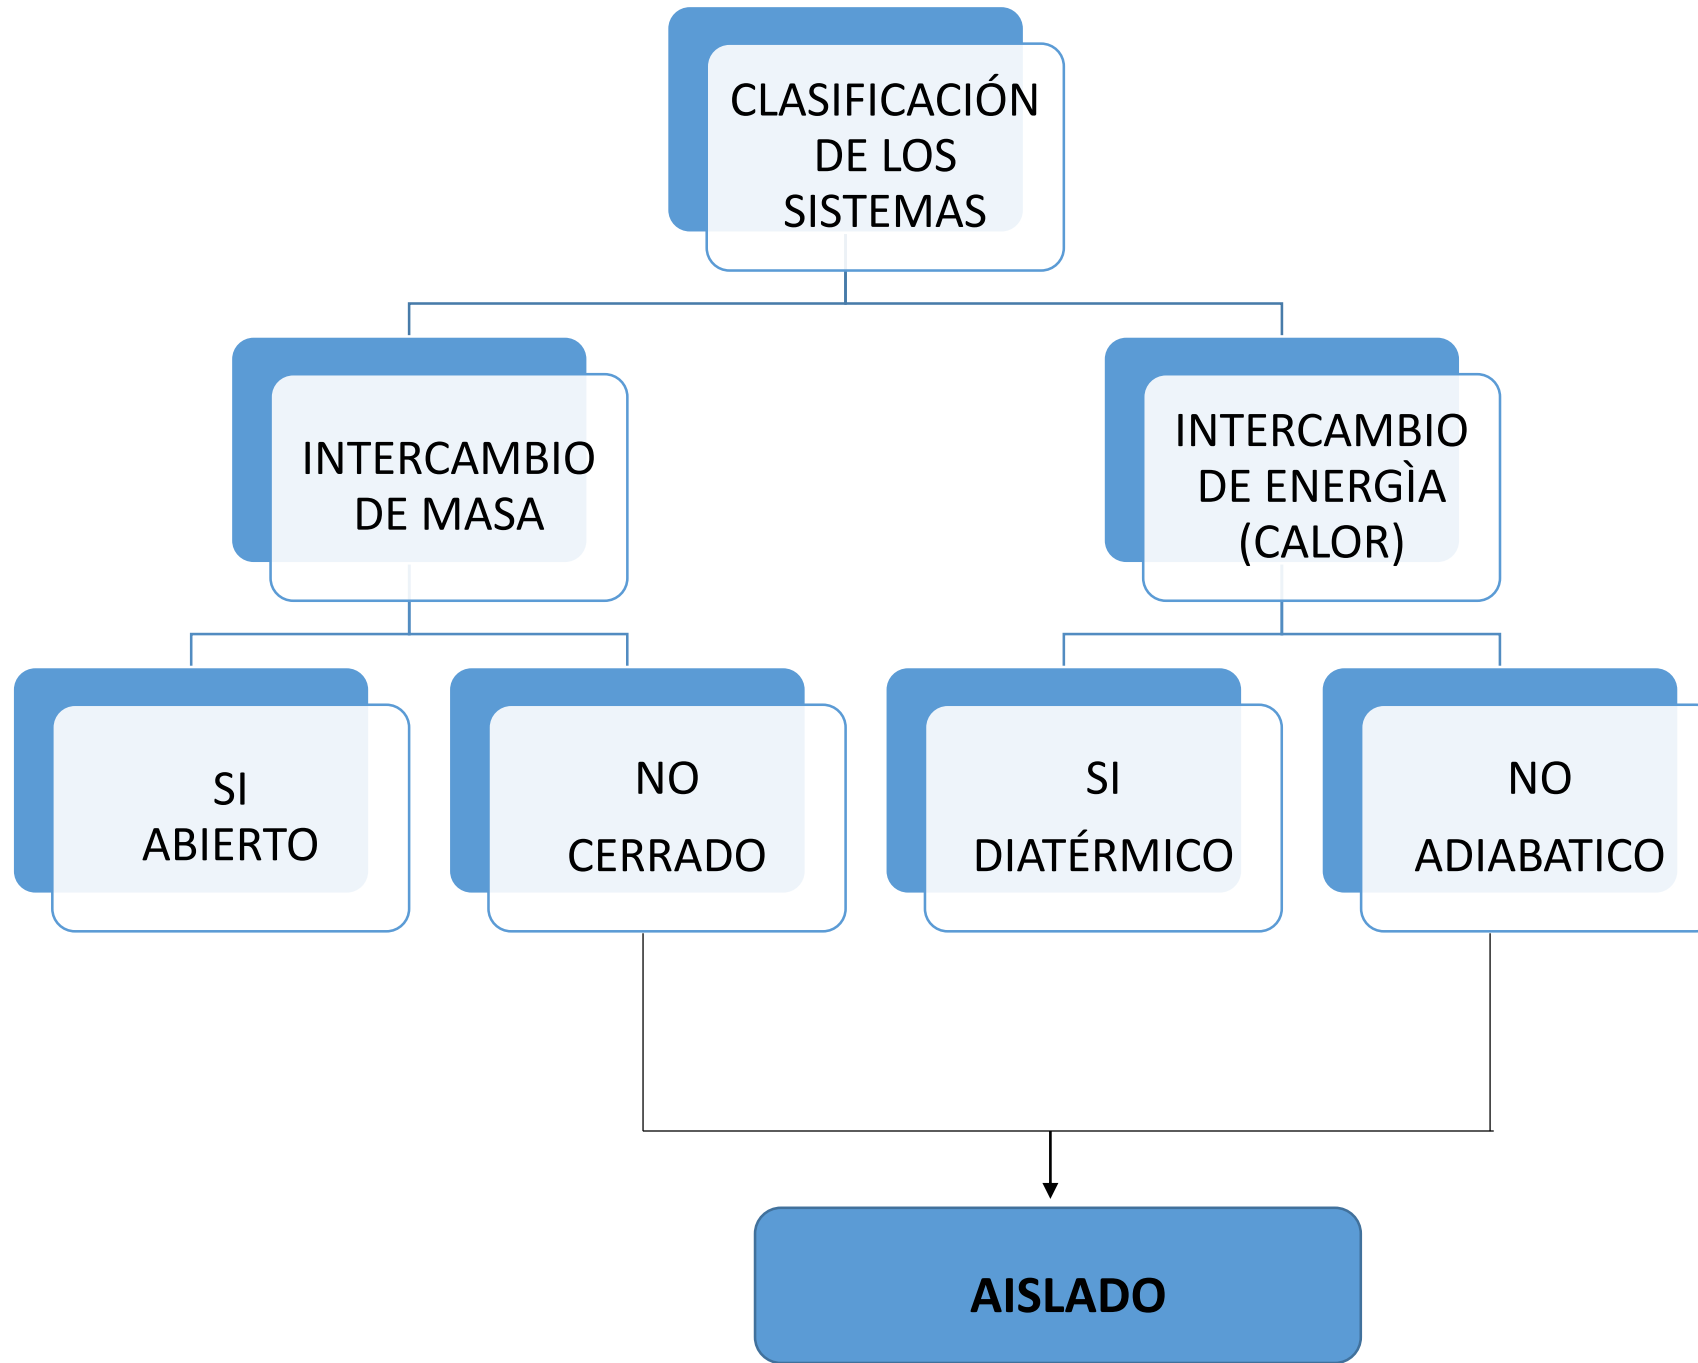 CLASIFICACIÓN
DE LOS
SISTEMAS
INTERCAMBIO
DE MASA
INTERCAMBIO
DE ENERGÌA
(CALOR)
SI
ABIERTO
NO
CERRADO
SI
DIATÉRMICO
NO
ADIABATICO
AISLADO